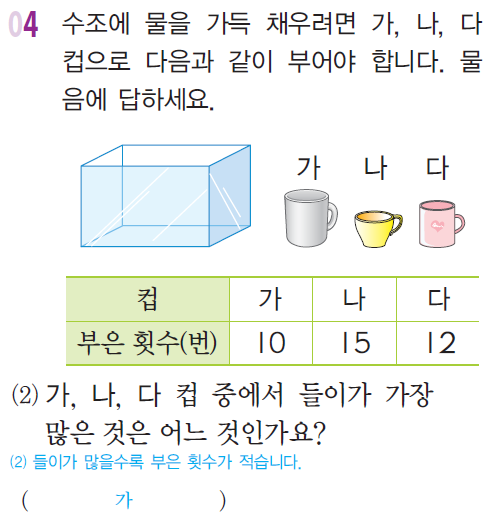 04 수조에 물을 가득 채우려면 가, 나, 다
컵으로 다음과 같이 부어야 합니다. 물
음에 답하세요.
가 나 다
컵 가 나 다
부은 횟수(번) 10 15 12
(2) 가, 나, 다 컵 중에서 들이가 가장
많은 것은 어느 것인가요?
(2) 들이가 많을수록 부은 횟수가 적습니다.
( 가 )